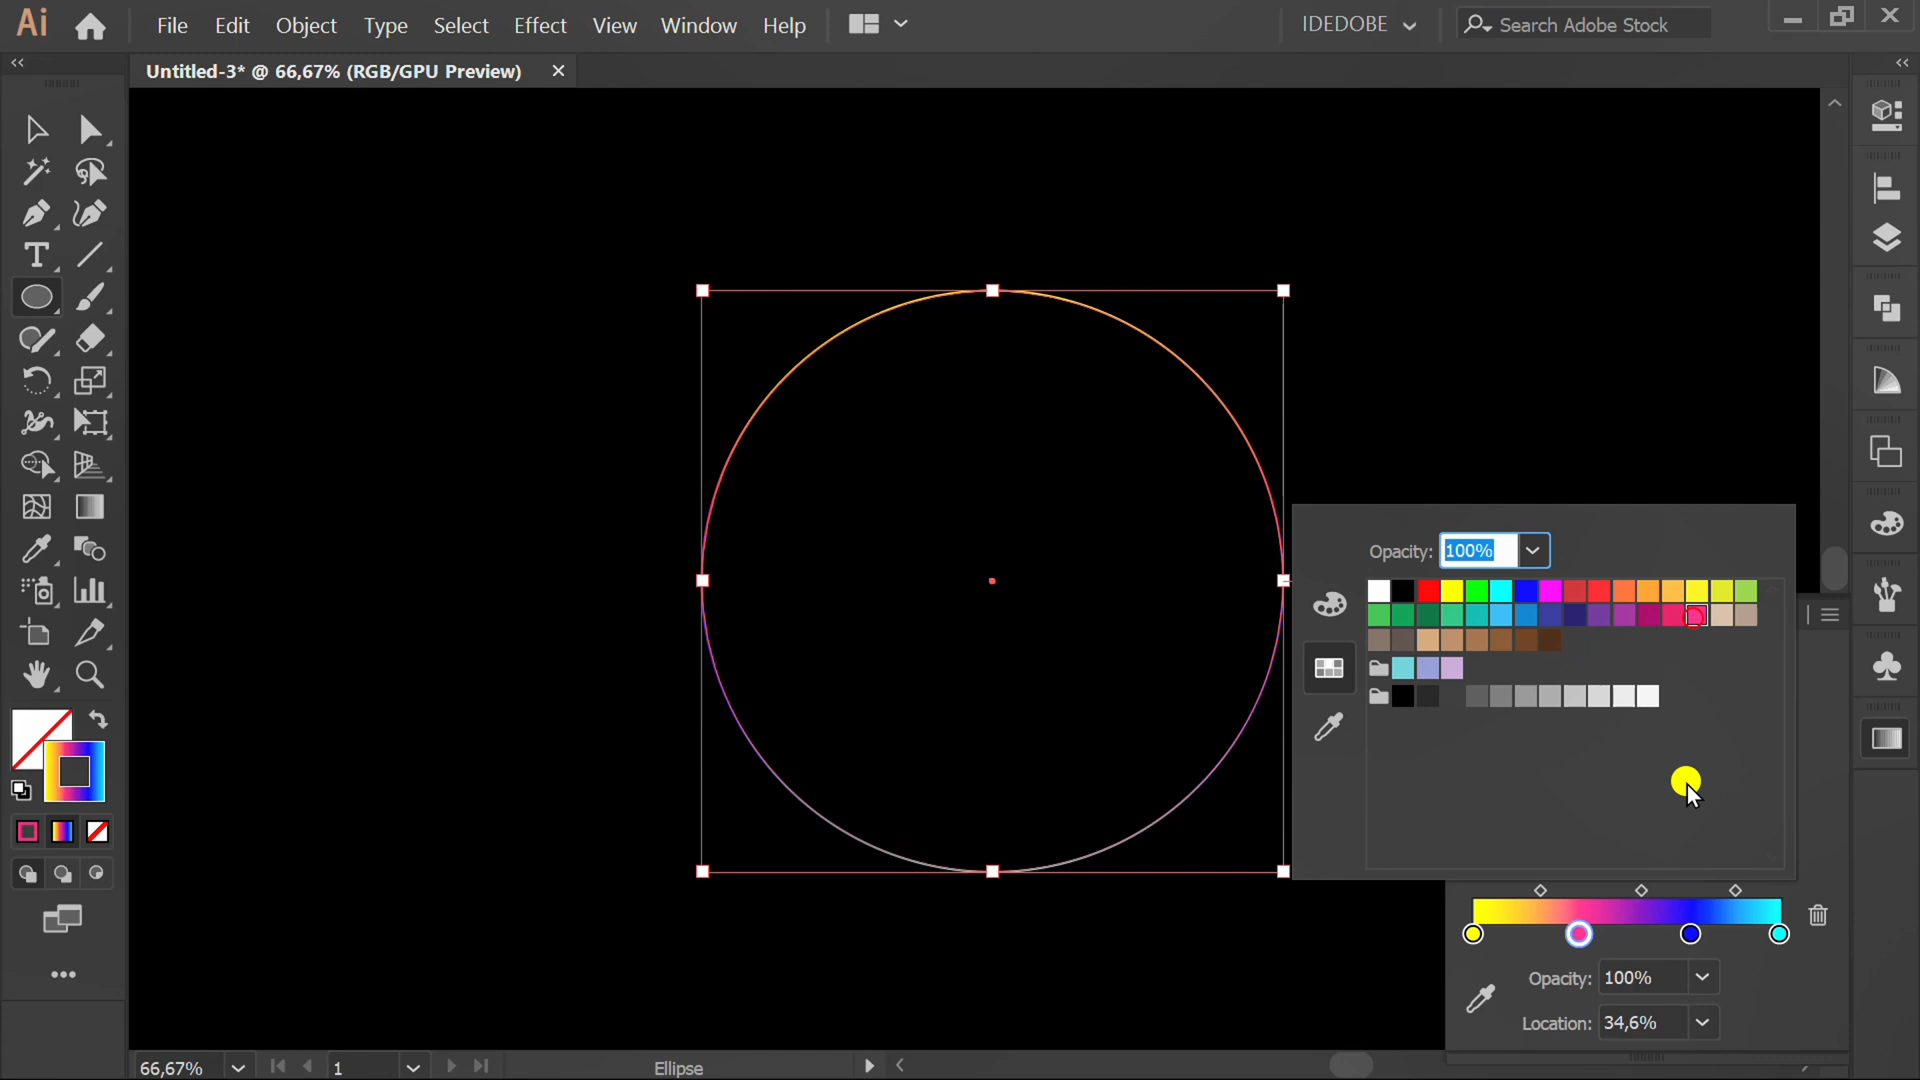 Ai File Edit Object Type Select Effect View Window Help IDEDOBE Search Adobe Stock
Untitled-3* @ 66,67% (RGB/GPU Preview)
Opacity: 100%
Opacity: 100%
Location: 34,6%
66,67% 1 Ellipse